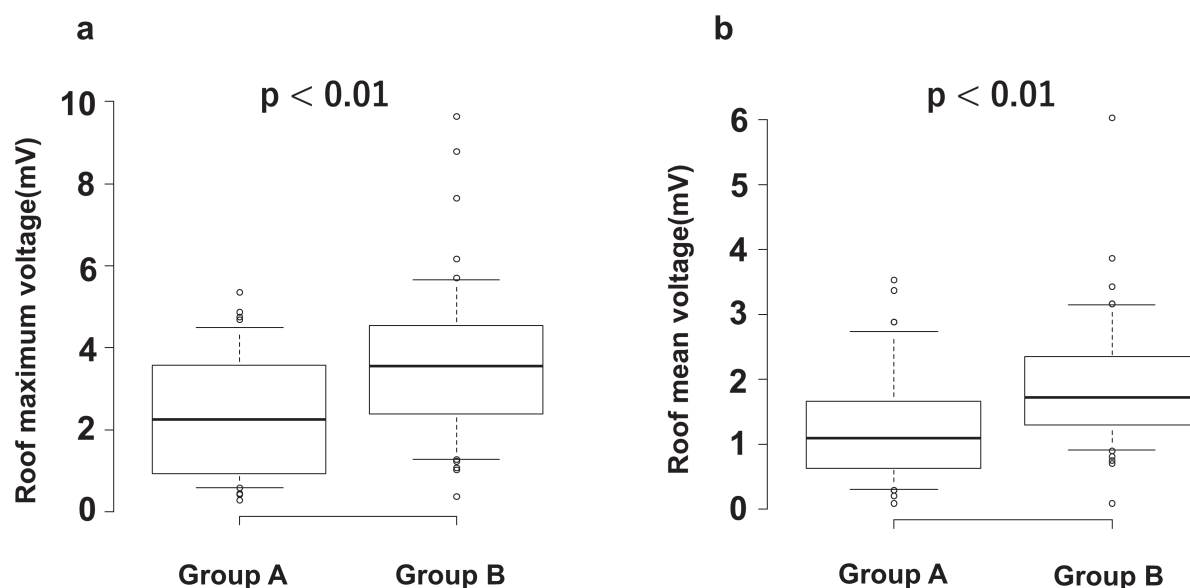 a
p < 0.01
Roof maximum voltage(mV)
10
8
6
4
2
0
Group A
Group B
b
p < 0.01
Roof mean voltage(mV)
6
5
4
3
2
1
0
Group A
Group B